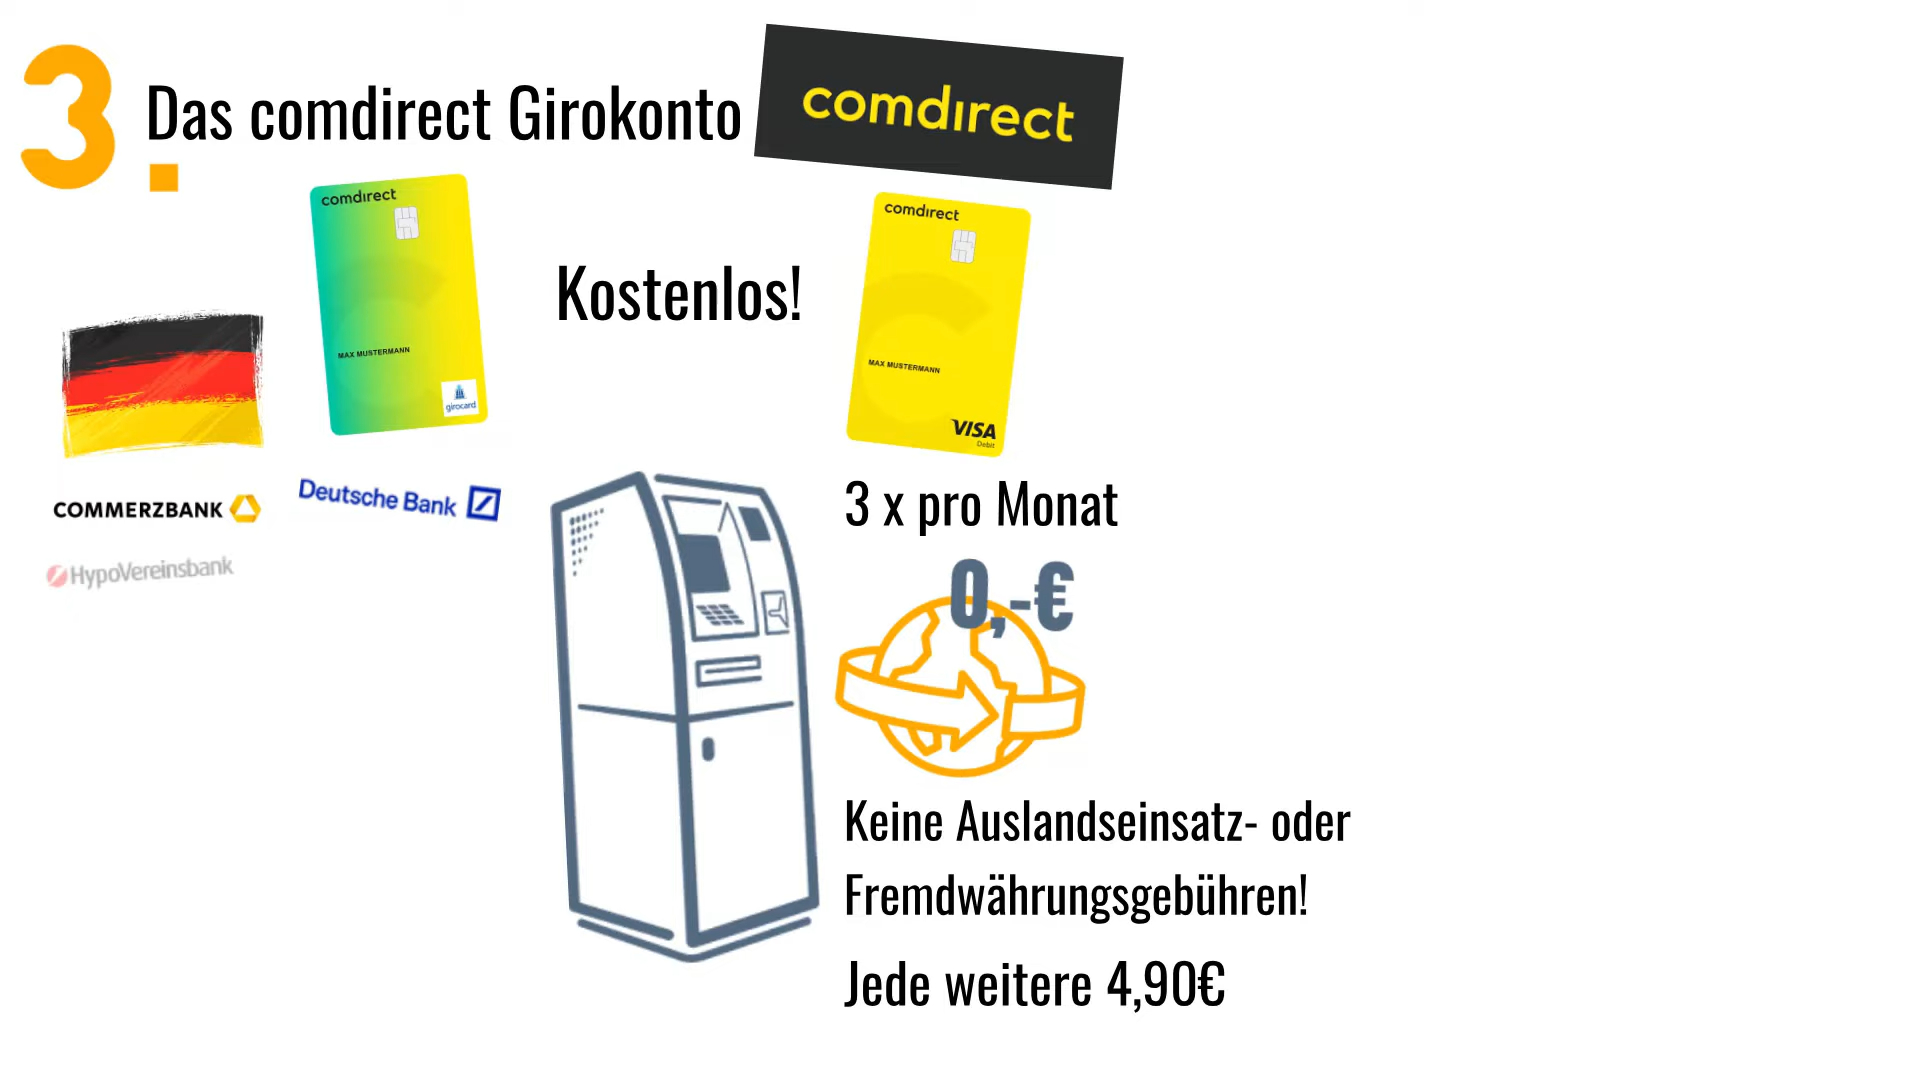 3.
Das comdirect Girokonto
comdirect
comdirect
MAX MUSTERMANN
girocard
Kostenlos!
comdirect
MAX MUSTERMANN
VISA
Debit
COMMERZBANK
Deutsche Bank
HypoVereinsbank
3 x pro Monat
0,-€
Keine Auslandseinsatz- oder
Fremdwährungsgebühren!
Jede weitere 4,90€